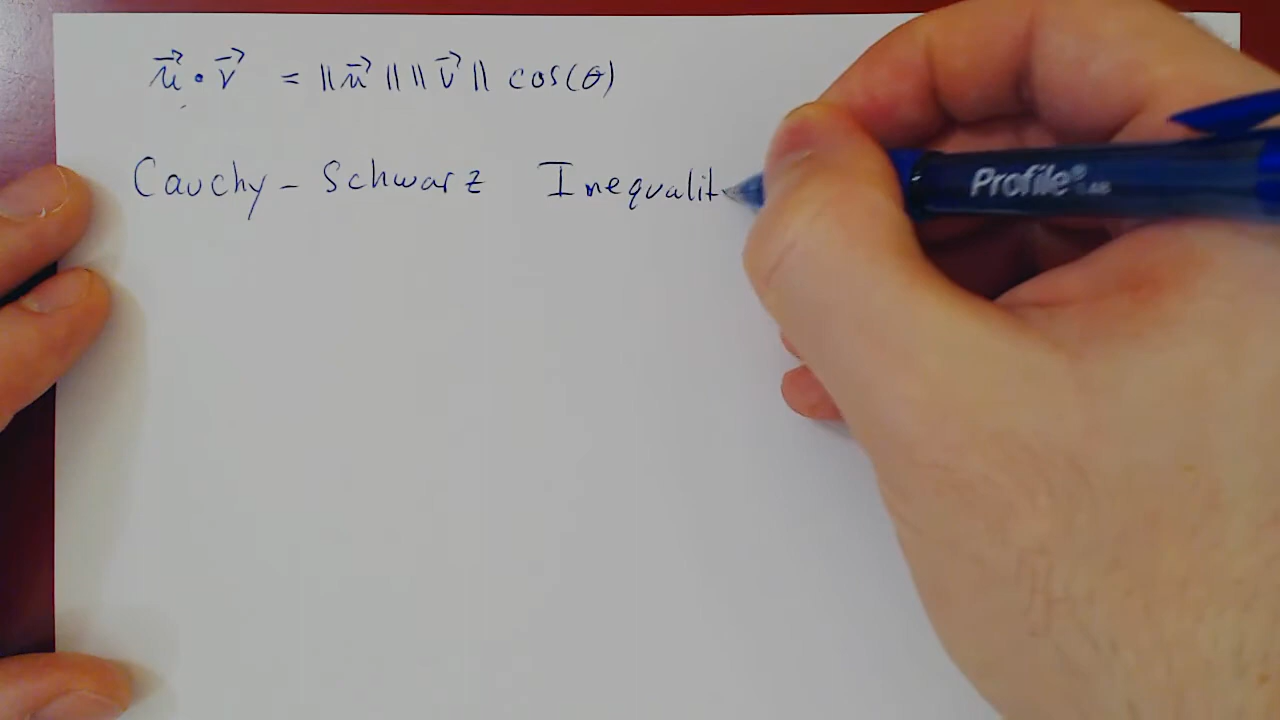 u⃗ • v⃗ = ||u⃗|| ||v⃗|| cos(θ)
Cauchy - Schwarz Inequalit
Profile